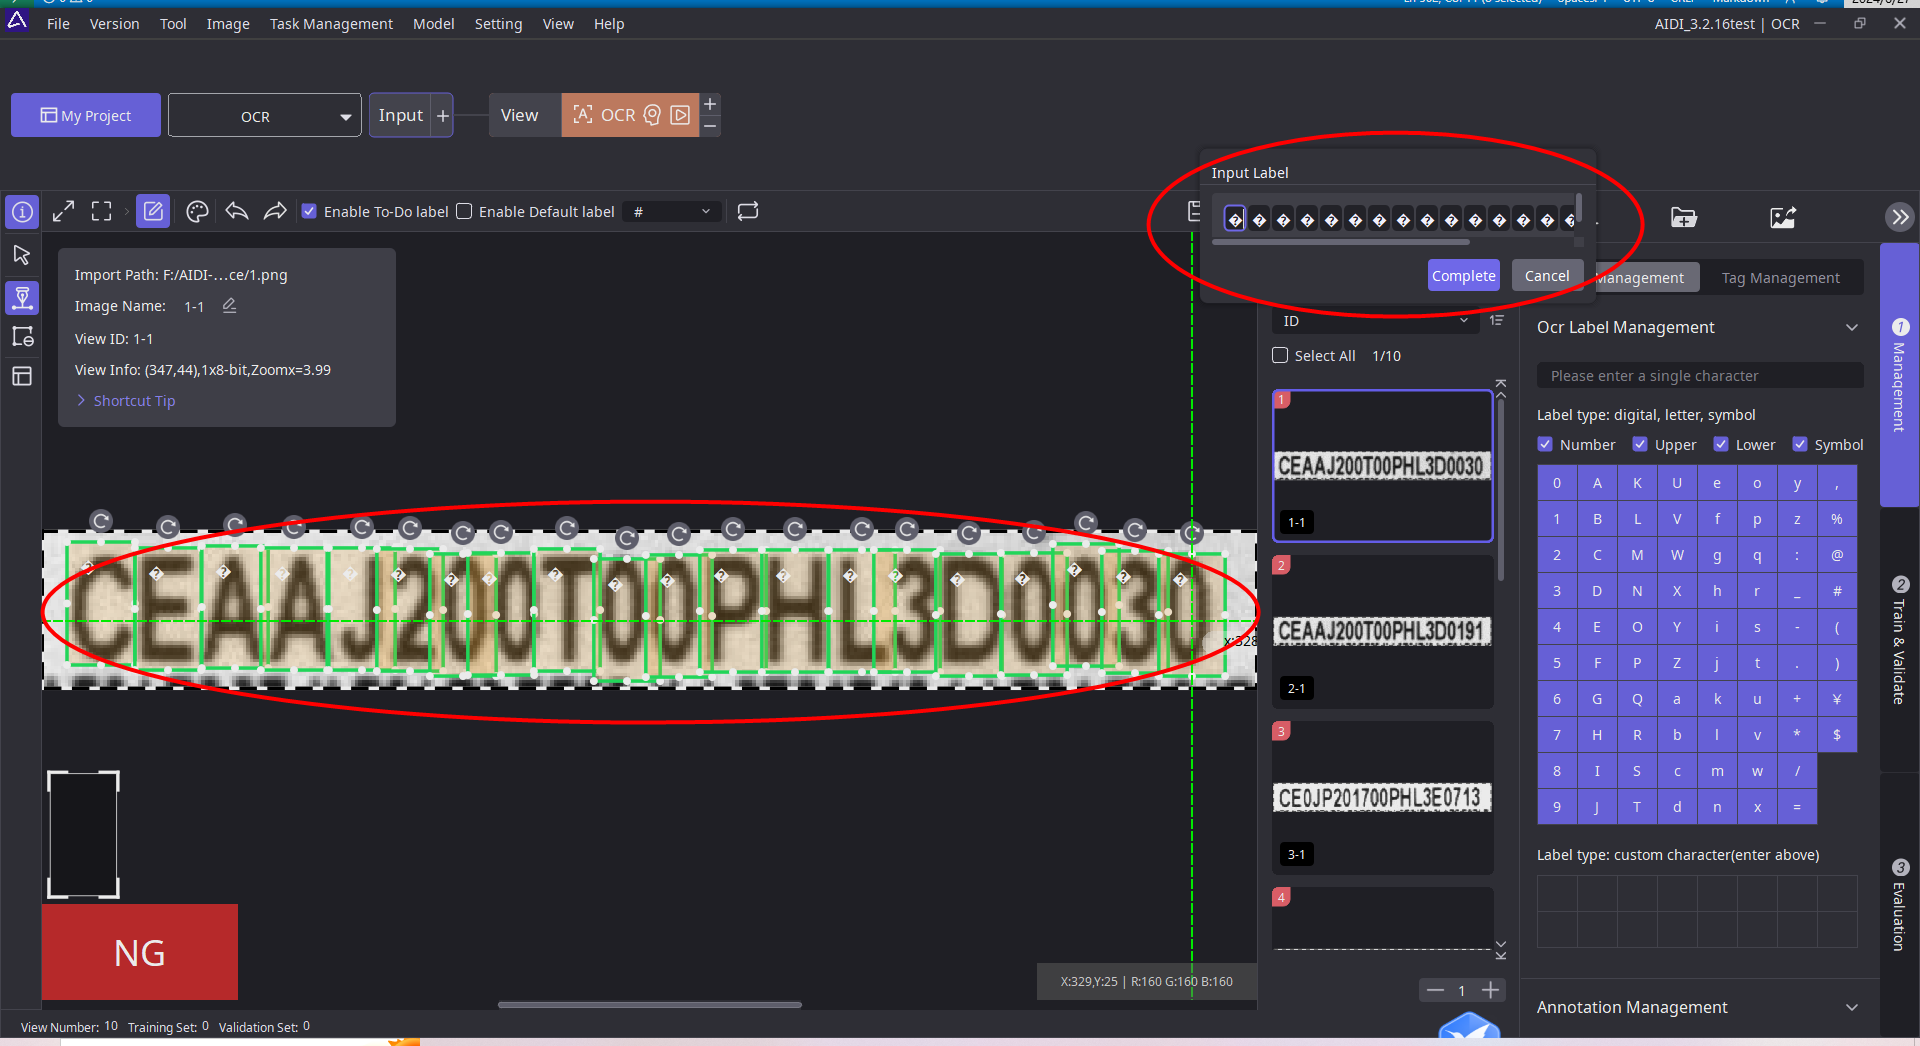 File Version Tool Image Task Management Model Setting View Help
AIDI_3.2.16test | OCR
My Project
OCR
Input +
View
OCR
+
−
Input Label
� � � � � � � � � � � � � � �
Complete Cancel
Enable To-Do label Enable Default label #
Import Path: F:/AIDI-...ce/1.png
Image Name: 1-1
View ID: 1-1
View Info: (347,44),1x8-bit,Zoomx=3.99
Shortcut Tip
Management Tag Management
ID
Select All 1/10
1
CEAAJ200T00PHL3D0030
1-1
2
CEAAJ200T00PHL3D0191
2-1
3
CE0JP201700PHL3E0713
3-1
4
1
Ocr Label Management
Please enter a single character
Label type: digital, letter, symbol
Number Upper Lower Symbol
0 A K U e o y ,
1 B L V f p z %
2 C M W g q : @
3 D N X h r _ #
4 E O Y i s - (
5 F P Z j t . )
6 G Q a k u + ¥
7 H R b l v * $
8 I S c m w /
9 J T d n x =
Label type: custom character(enter above)
Annotation Management
1 Management
2 Train & Validate
3 Evaluation
� � � � � � � � � � � � � � � � � � � �
CEAAJ200T00PHL3D0030
x:328
NG
X:329,Y:25 | R:160 G:160 B:160
View Number: 10 Training Set: 0 Validation Set: 0